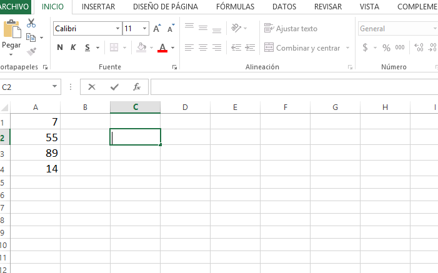 ARCHIVO INICIO INSERTAR DISEÑO DE PÁGINA FÓRMULAS DATOS REVISAR VISTA COMPLEME
Calibri 11 A A Ajustar texto General
Pegar N K S A Combinar y centrar $ % 000
ortapapeles Fuente Alineación Número
C2 fx
A B C D E F G H I
1 7
2 55
3 89
4 14
5
6
7
8
9
10
11
12